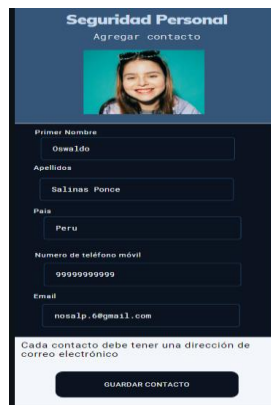 Seguridad Personal
Agregar contacto
Primer Nombre
Oswaldo
Apellidos
Salinas Ponce
Pais
Peru
Numero de teléfono móvil
99999999999
Email
nosalp.6@gmail.com
Cada contacto debe tener una dirección de
correo electrónico
GUARDAR CONTACTO